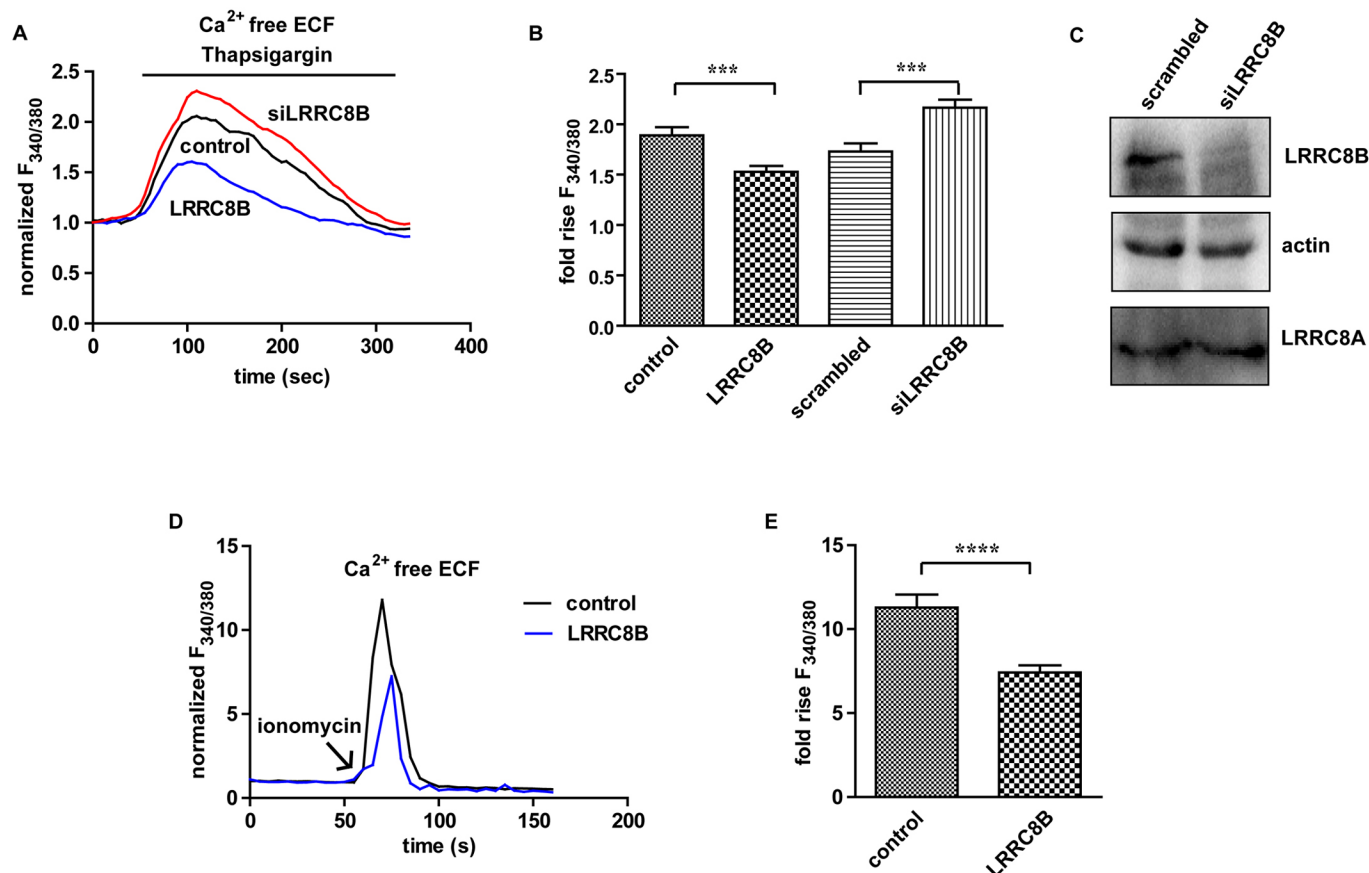 A
Ca2+ free ECF
Thapsigargin
normalized F340/380
2.5
2.0
1.5
1.0
0.5
0.0
siLRRC8B
control
LRRC8B
0 100 200 300 400
time (sec)
B
fold rise F340/380
2.5
2.0
1.5
1.0
0.5
0.0
*** ***
control LRRC8B scrambled siLRRC8B
C
scrambled siLRRC8B
LRRC8B
actin
LRRC8A
D
normalized F340/380
15
10
5
0
Ca2+ free ECF
control
LRRC8B
ionomycin
0 50 100 150 200
time (s)
E
fold rise F340/380
15
10
5
0
****
control LRRC8B